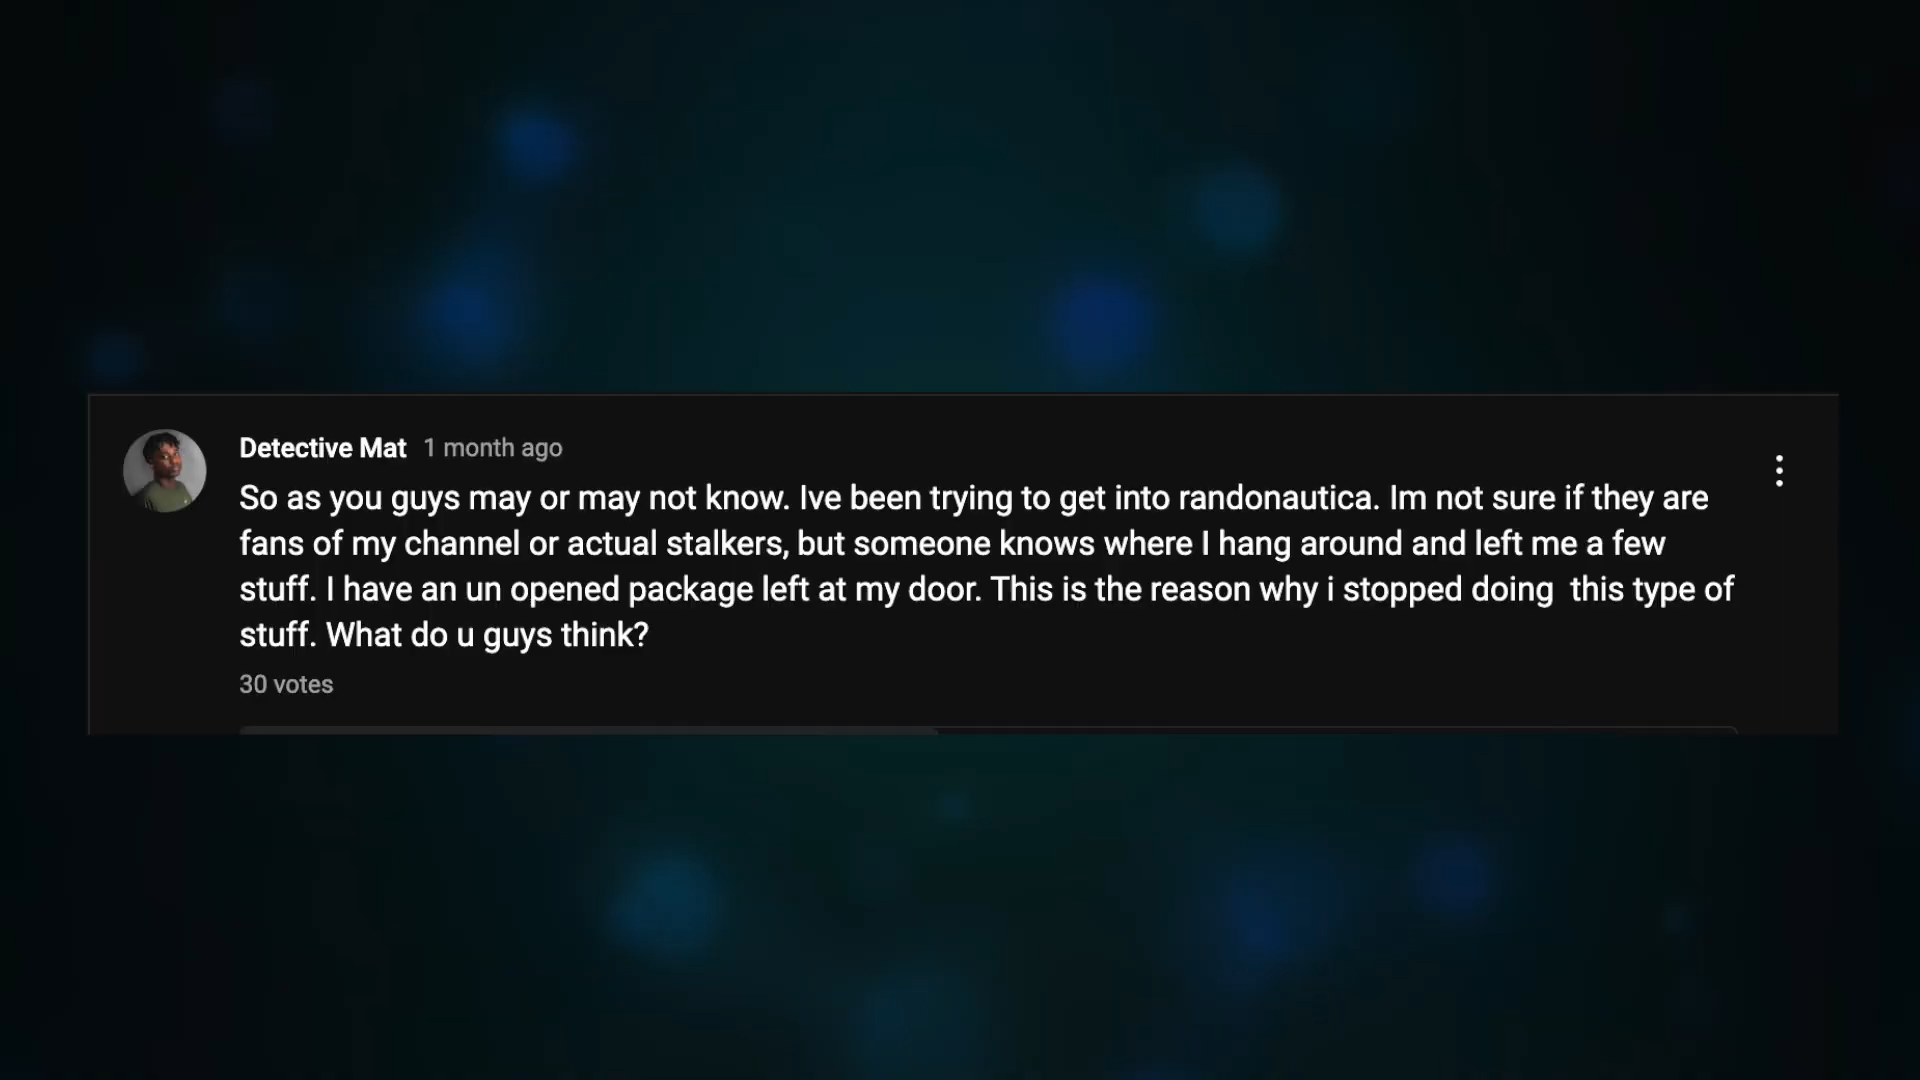 Detective Mat 1 month ago
So as you guys may or may not know. Ive been trying to get into randonautica. Im not sure if they are
fans of my channel or actual stalkers, but someone knows where I hang around and left me a few
stuff. I have an un opened package left at my door. This is the reason why i stopped doing  this type of
stuff. What do u guys think?
30 votes